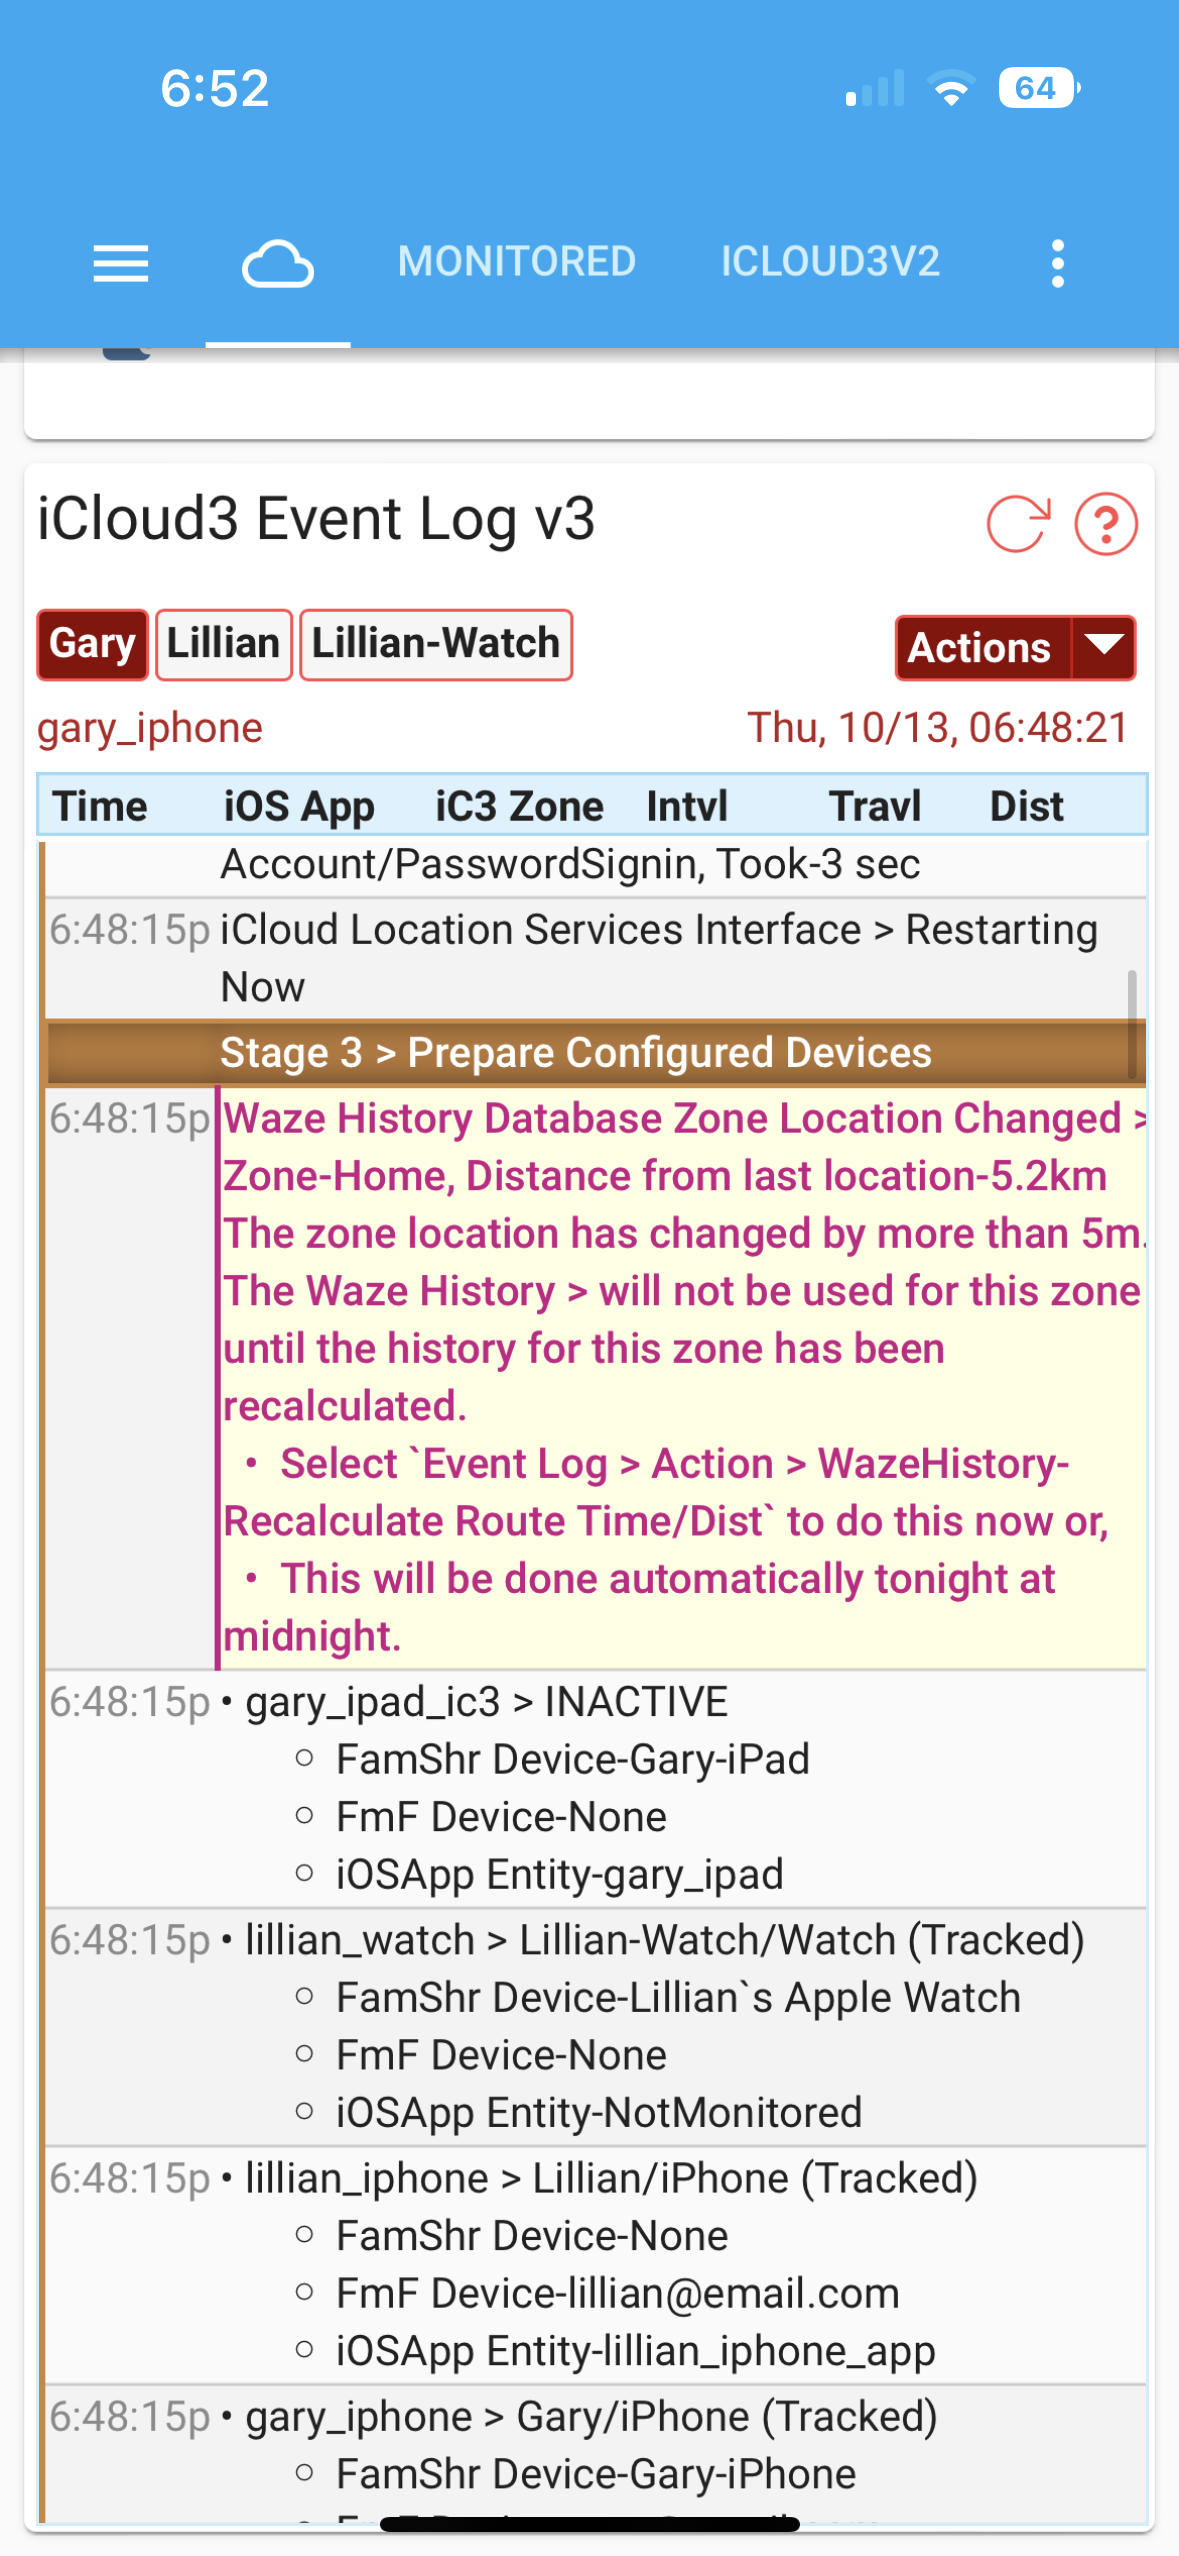 6:52
64
MONITORED
ICLOUD3V2
iCloud3 Event Log v3
Gary
Lillian
Lillian-Watch
Actions
gary_iphone
Thu, 10/13, 06:48:21
Time iOS App iC3 Zone Intvl Travl Dist
Account/PasswordSignin, Took-3 sec
6:48:15p iCloud Location Services Interface > Restarting
Now
Stage 3 > Prepare Configured Devices
6:48:15p Waze History Database Zone Location Changed >
Zone-Home, Distance from last location-5.2km
The zone location has changed by more than 5m.
The Waze History > will not be used for this zone
until the history for this zone has been
recalculated.
• Select `Event Log > Action > WazeHistory-
Recalculate Route Time/Dist` to do this now or,
• This will be done automatically tonight at
midnight.
6:48:15p • gary_ipad_ic3 > INACTIVE
○ FamShr Device-Gary-iPad
○ FmF Device-None
○ iOSApp Entity-gary_ipad
6:48:15p • lillian_watch > Lillian-Watch/Watch (Tracked)
○ FamShr Device-Lillian`s Apple Watch
○ FmF Device-None
○ iOSApp Entity-NotMonitored
6:48:15p • lillian_iphone > Lillian/iPhone (Tracked)
○ FamShr Device-None
○ FmF Device-lillian@email.com
○ iOSApp Entity-lillian_iphone_app
6:48:15p • gary_iphone > Gary/iPhone (Tracked)
○ FamShr Device-Gary-iPhone